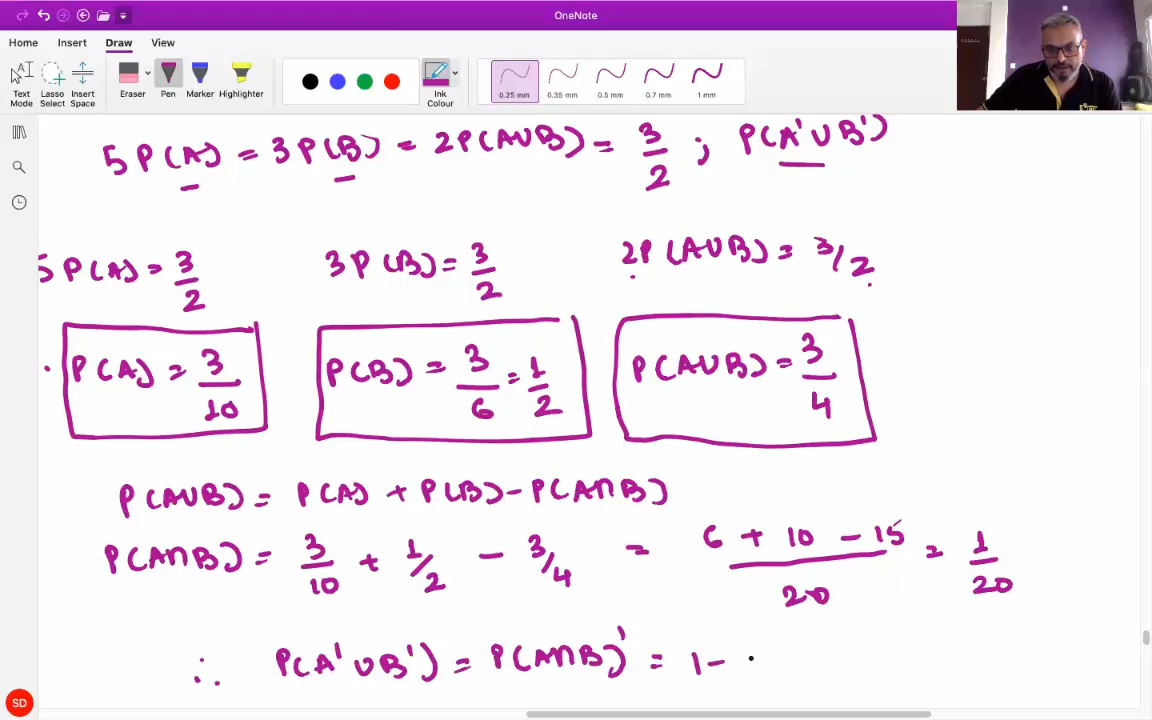 OneNote
Home Insert Draw View
Text Mode Lasso Select Insert Space Eraser Pen Marker Highlighter Ink Colour 0.25 mm 0.35 mm 0.5 mm 0.7 mm 1 mm
5P(A) = 3P(B) = 2P(A∪B) = 3/2 ; P(A'∪B')
5P(A) = 3/2 3P(B) = 3/2 2P(A∪B) = 3/2
P(A) = 3/10 P(B) = 3/6 = 1/2 P(A∪B) = 3/4
P(A∪B) = P(A) + P(B) - P(A∩B)
P(A∩B) = 3/10 + 1/2 - 3/4 = (6 + 10 - 15)/20 = 1/20
∴ P(A'∪B') = P(A∩B)' = 1 -
SD